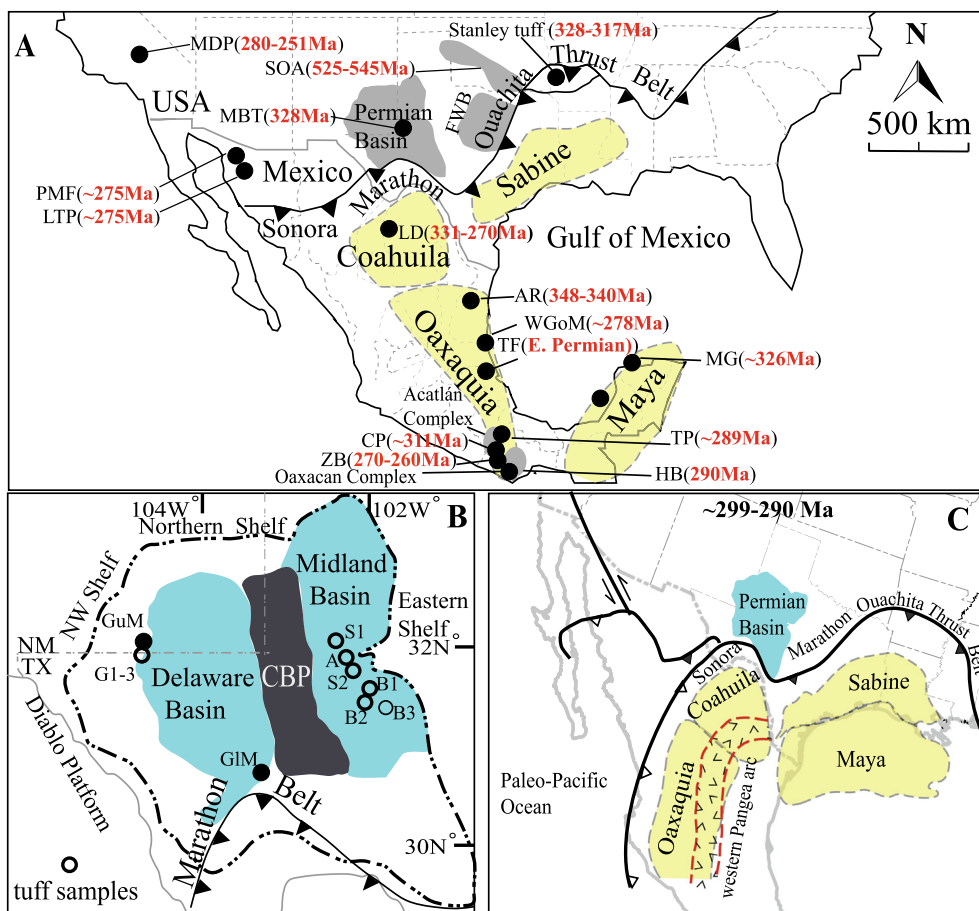 A
MDP(280-251Ma)
Stanley tuff (328-317Ma)
SOA(525-545Ma)
Thrust
Belt
N
500 km
USA
MBT(328Ma)
Permian
Basin
FWB
Ouachita
Sabine
Mexico
Marathon
PMF(~275Ma)
LTP(~275Ma)
Sonora
LD(331-270Ma)
Coahuila
Gulf of Mexico
AR(348-340Ma)
WGoM(~278Ma)
TF(E. Permian)
Oaxaquia
MG(~326Ma)
Maya
Acatlán
Complex
CP(~311Ma)
TP(~289Ma)
ZB(270-260Ma)
Oaxacan Complex
HB(290Ma)
B
104W°
102W°
Northern Shelf
NW Shelf
Midland
Basin
Eastern
Shelf
GuM
S1
32N°
NM
TX
G1-3
A
S2
Delaware
Basin
CBP
B1
B2
B3
Diablo Platform
GlM
Marathon
Belt
30N°
tuff samples
C
~299-290 Ma
Permian
Basin
Ouachita Thrust
Belt
Marathon
Sonora
Coahuila
Sabine
Maya
Paleo-Pacific
Ocean
Oaxaquia
western Pangea arc